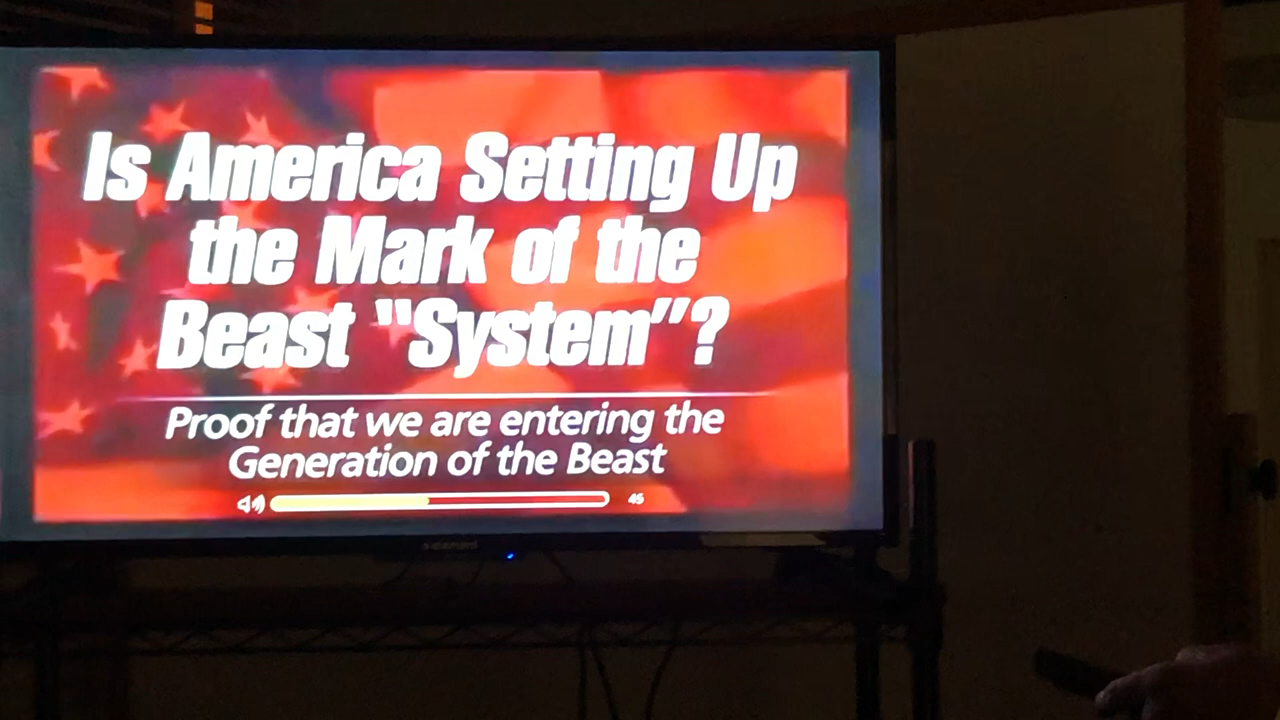 Is America Setting Up
the Mark of the
Beast "System"?
Proof that we are entering the
Generation of the Beast
45